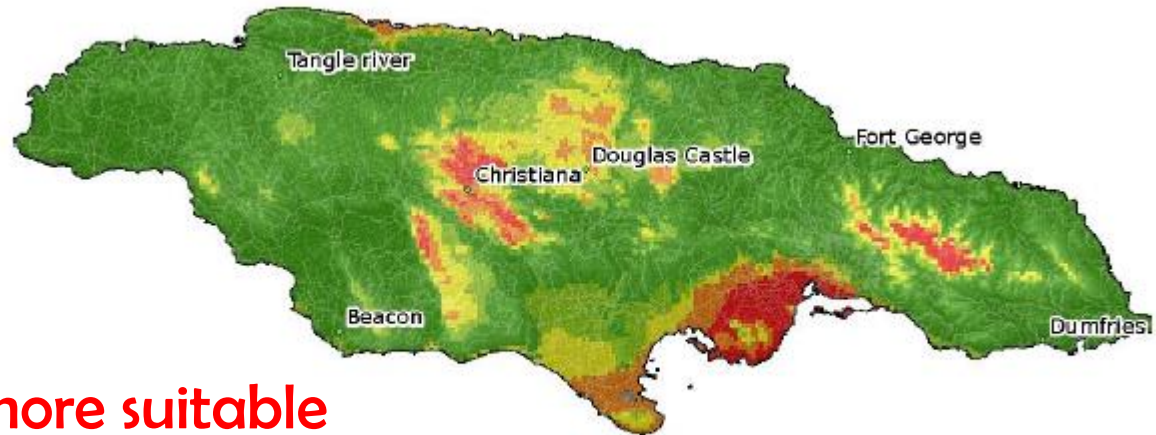 Tangle river
Fort George
Douglas Castle
Christiana
Beacon
Dumfries
more suitable